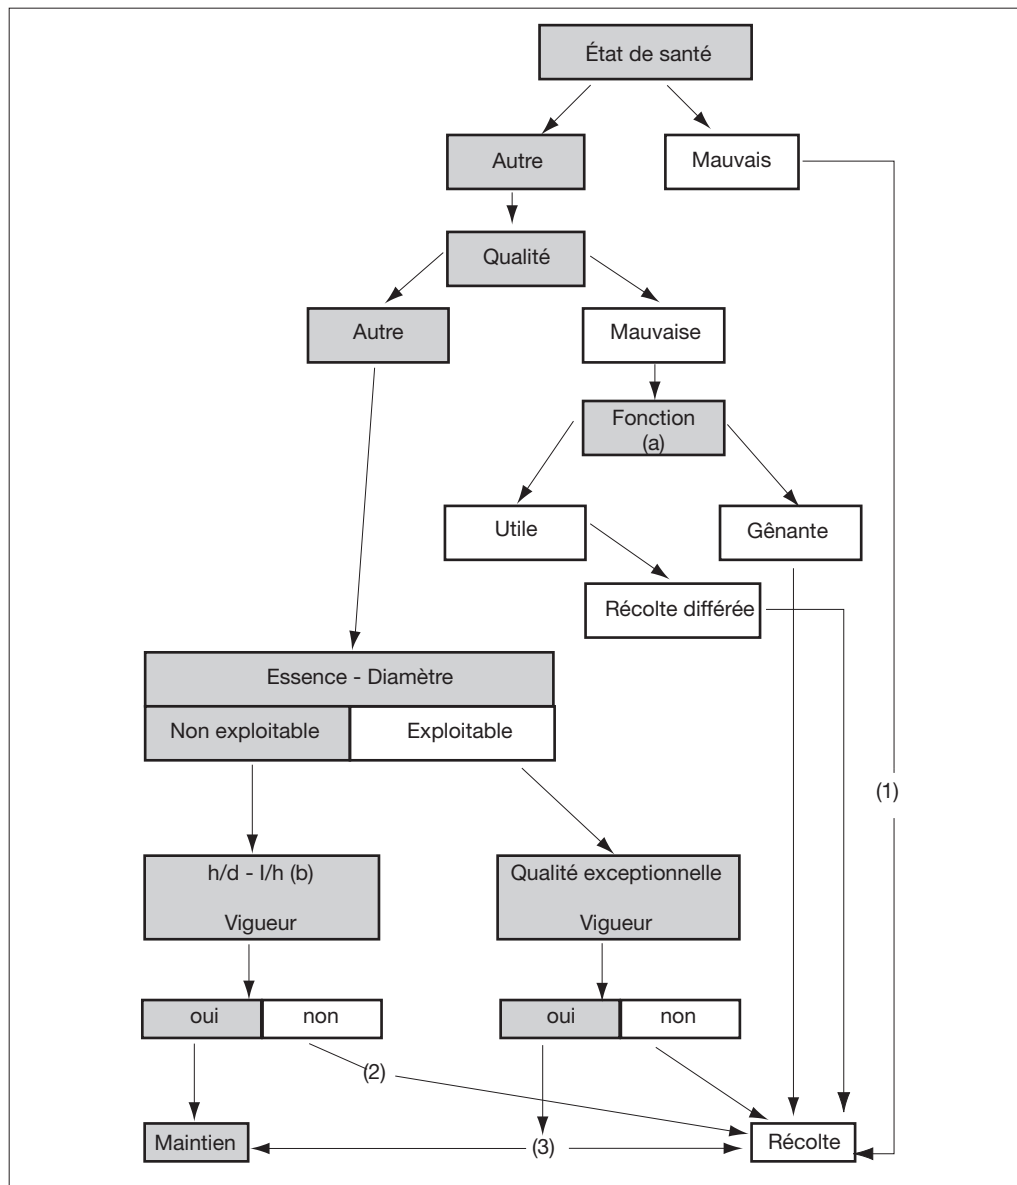 État de santé
Autre
Mauvais
Qualité
Autre
Mauvaise
Fonction
(a)
Utile
Gênante
Récolte différée
Essence - Diamètre
Non exploitable
Exploitable
(1)
h/d - l/h (b)
Vigueur
Qualité exceptionnelle
Vigueur
oui
non
oui
non
(2)
Maintien
(3)
Récolte